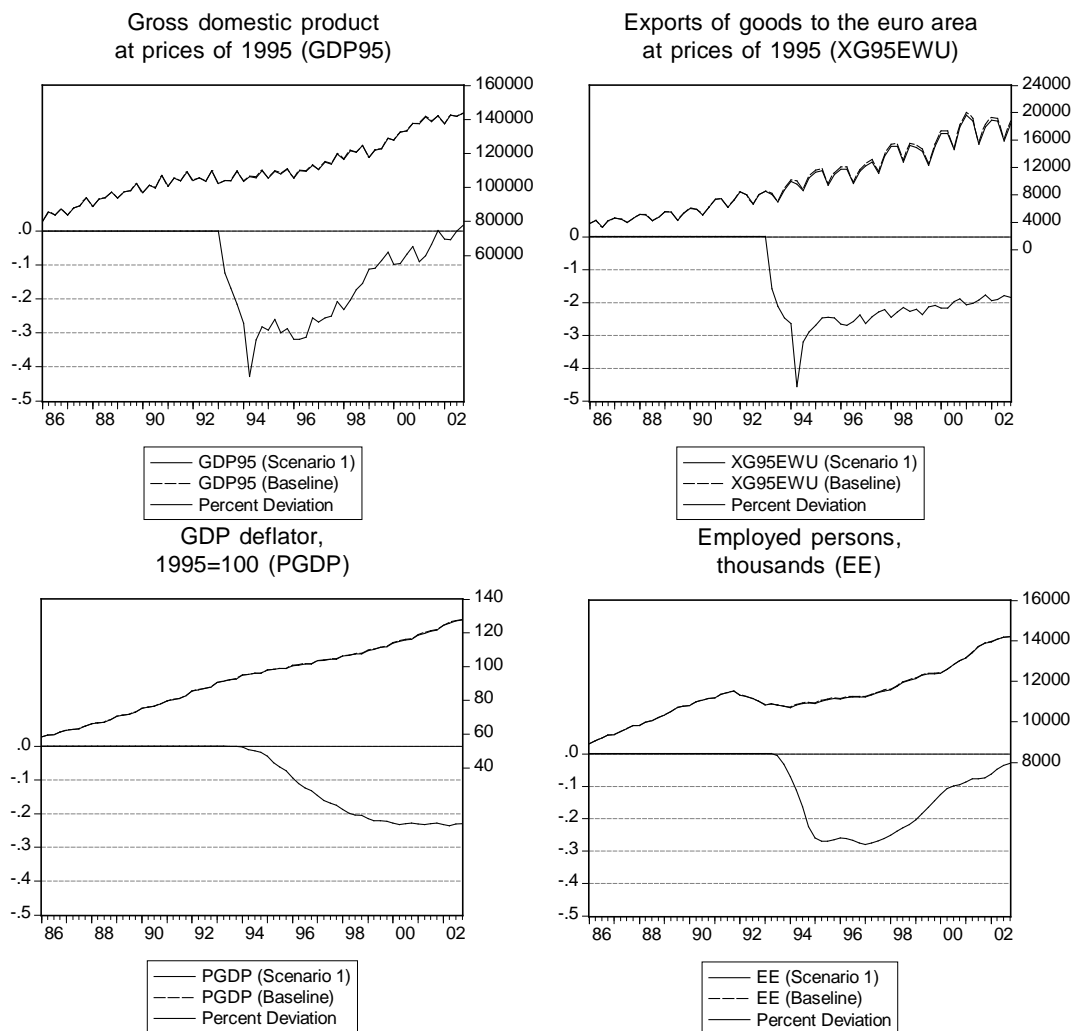 Gross domestic product
at prices of 1995 (GDP95)
160000
140000
120000
100000
80000
60000
.0
-.1
-.2
-.3
-.4
-.5
86 88 90 92 94 96 98 00 02
GDP95 (Scenario 1)
GDP95 (Baseline)
Percent Deviation
Exports of goods to the euro area
at prices of 1995 (XG95EWU)
24000
20000
16000
12000
8000
4000
0
0
-1
-2
-3
-4
-5
86 88 90 92 94 96 98 00 02
XG95EWU (Scenario 1)
XG95EWU (Baseline)
Percent Deviation
GDP deflator,
1995=100 (PGDP)
140
120
100
80
60
40
.0
-.1
-.2
-.3
-.4
-.5
86 88 90 92 94 96 98 00 02
PGDP (Scenario 1)
PGDP (Baseline)
Percent Deviation
Employed persons,
thousands (EE)
16000
14000
12000
10000
8000
.0
-.1
-.2
-.3
-.4
-.5
86 88 90 92 94 96 98 00 02
EE (Scenario 1)
EE (Baseline)
Percent Deviation